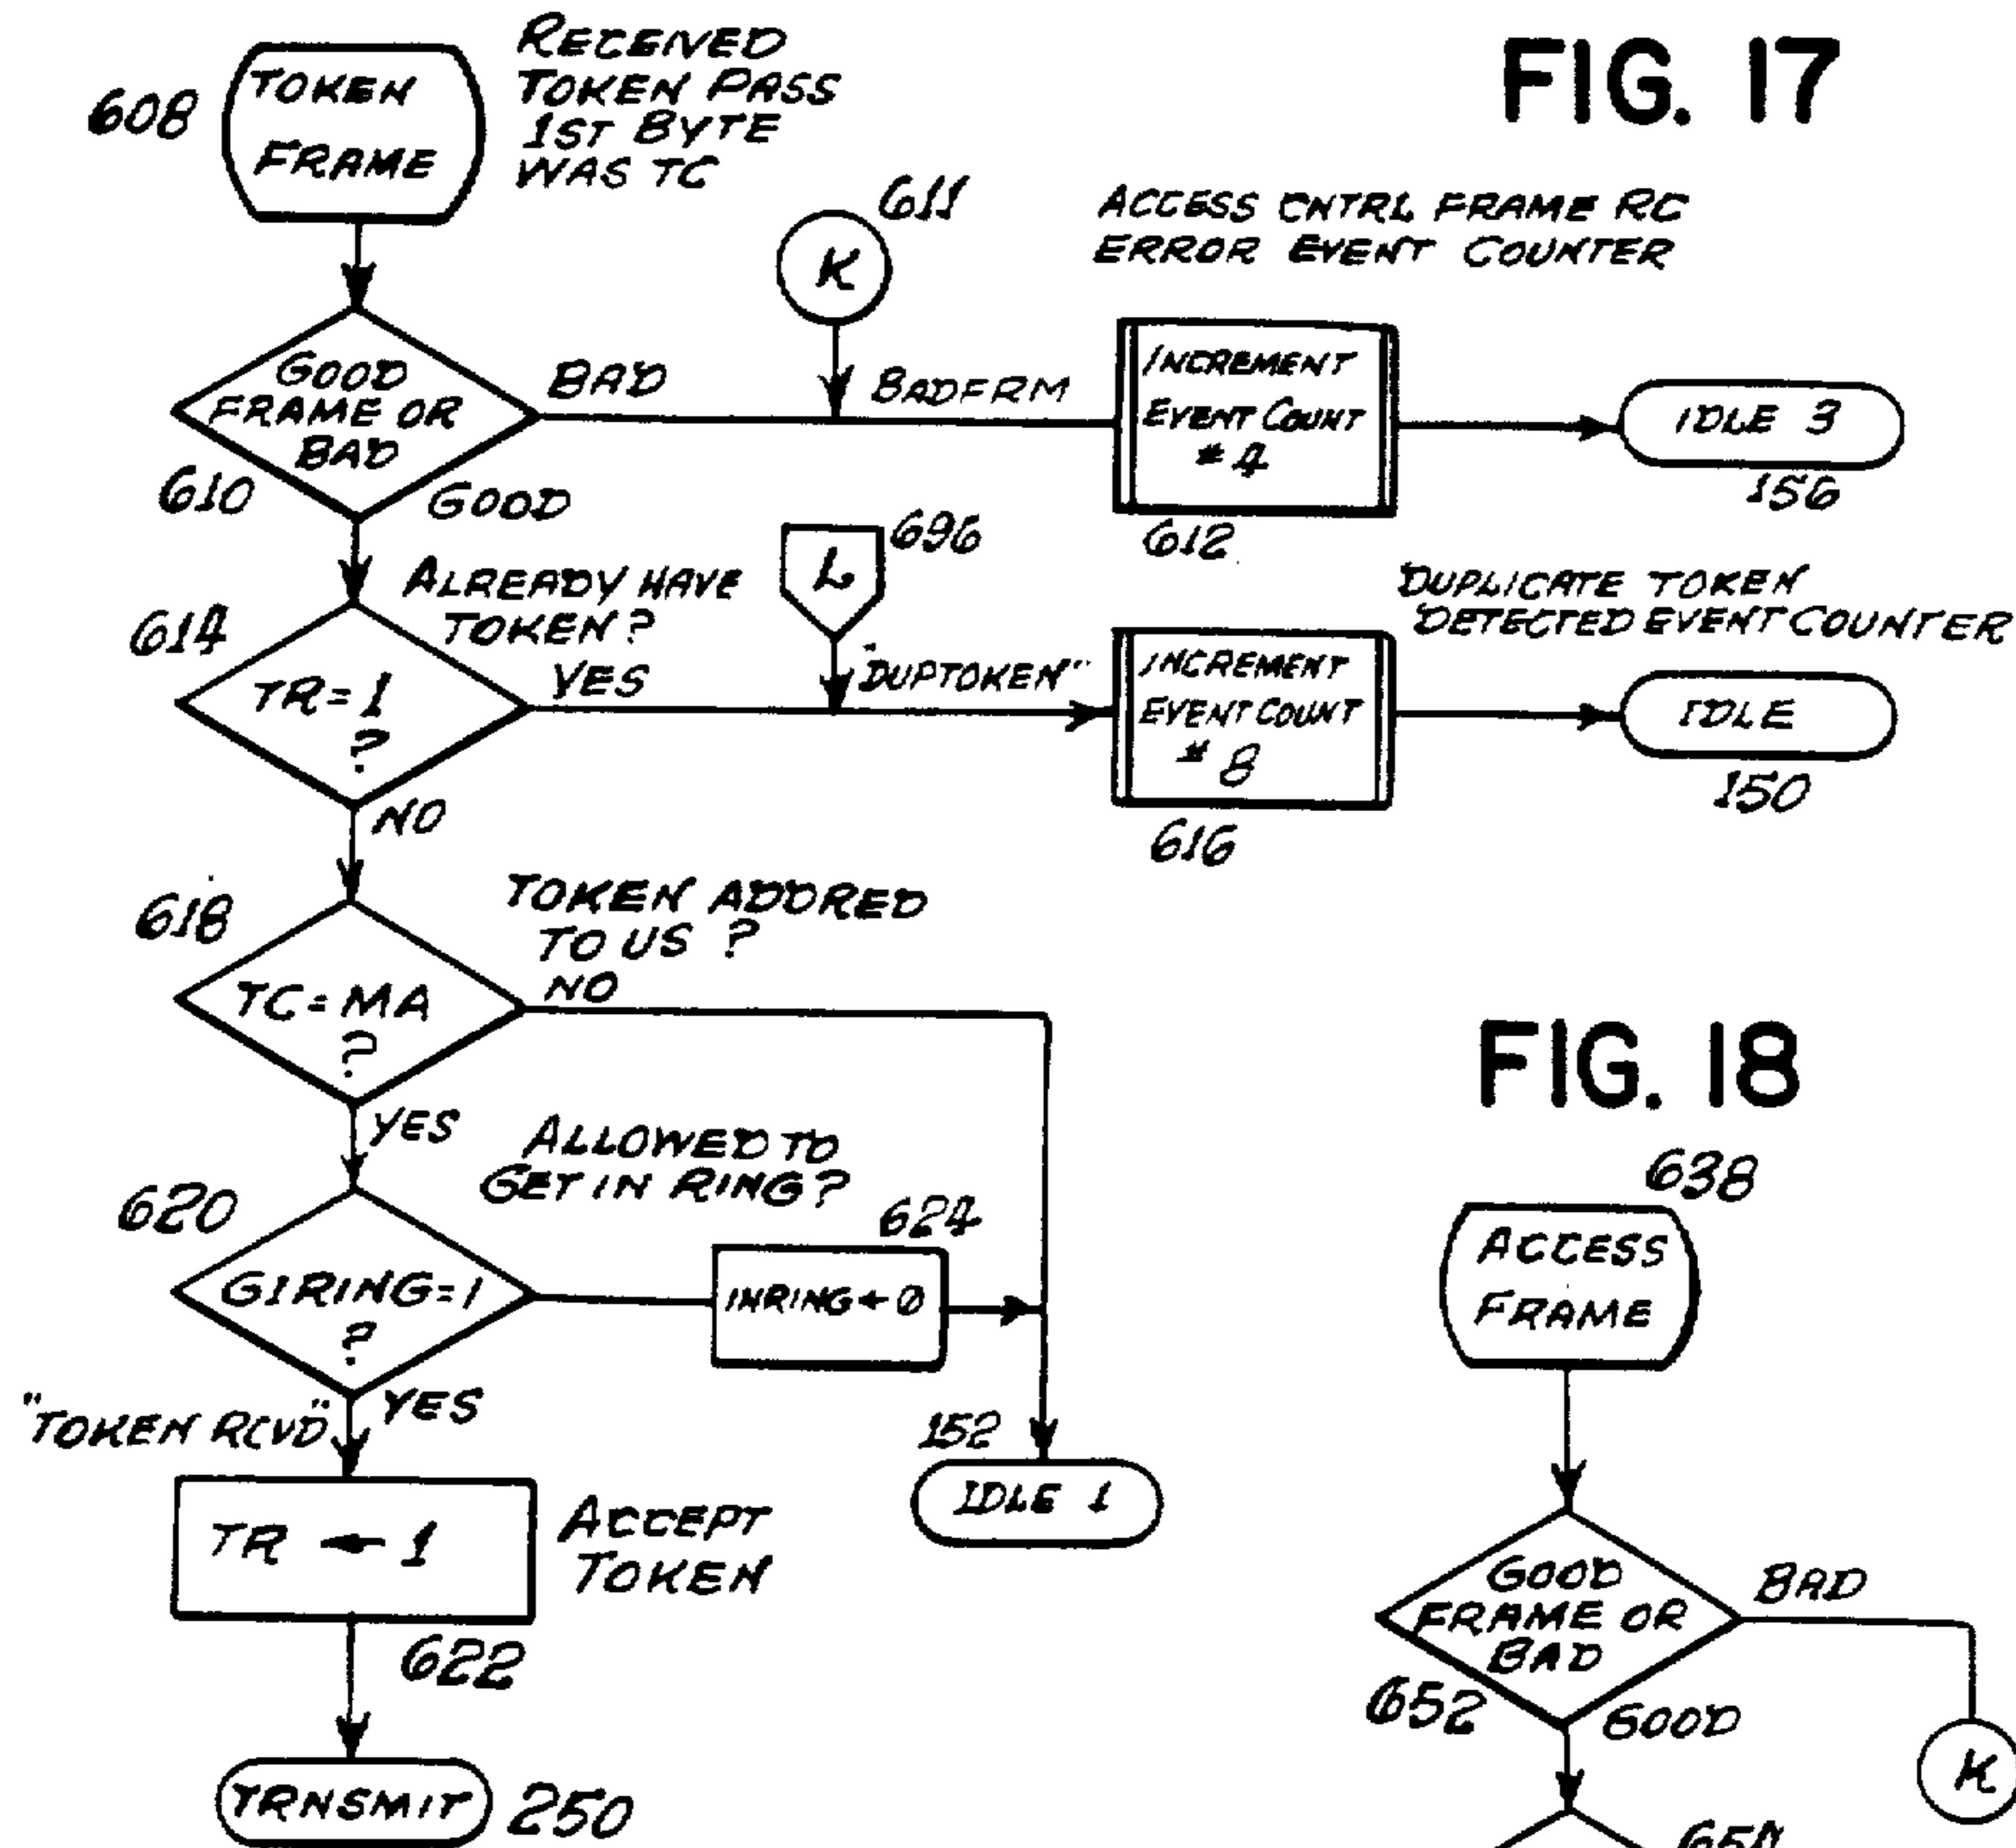 FIG. 17
608
TOKEN
FRAME
RECEIVED
TOKEN PASS
1ST BYTE
WAS TC
611
K
ACCESS CNTRL FRAME RC
ERROR EVENT COUNTER
GOOD
FRAME OR
BAD
610
BAD
GOOD
BADFRM
INCREMENT
EVENT COUNT
# 4
612
IDLE 3
156
696
L
ALREADY HAVE
TOKEN?
614
TR=1
?
YES
NO
"DUPTOKEN"
INCREMENT
EVENT COUNT
# 8
616
DUPLICATE TOKEN
DETECTED EVENT COUNTER
IDLE
150
618
TOKEN ADDRED
TO US ?
NO
TC=MA
?
YES
620
ALLOWED TO
GET IN RING?
GIRING=1
?
624
INRING←0
"TOKEN RCVD"
YES
152
IDLE 1
TR ← 1
ACCEPT
TOKEN
622
TRNSMIT
250
FIG. 18
638
ACCESS
FRAME
GOOD
FRAME OR
BAD
652
BAD
GOOD
K
654